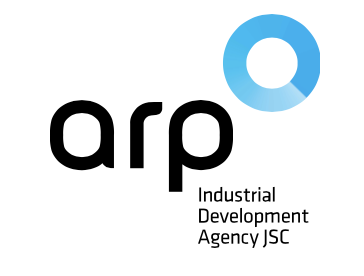 arp
Industrial
Development
Agency JSC